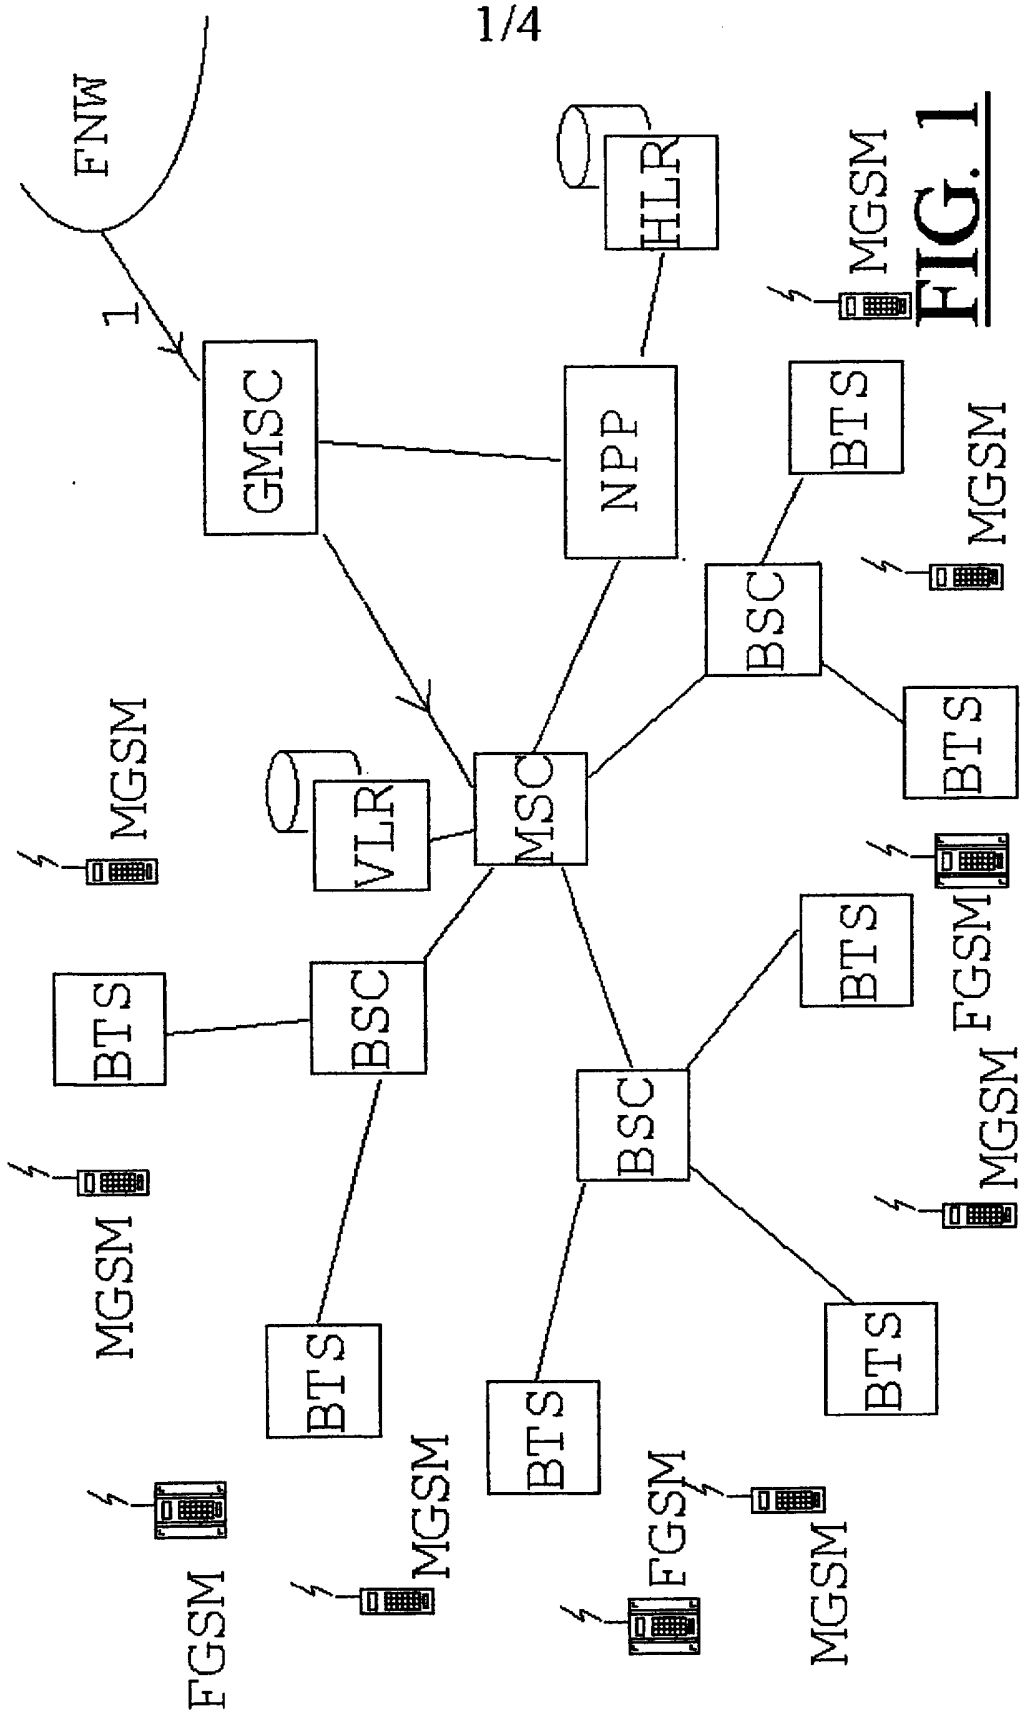 1/4
FNW
MGSM
BTS
1
MGSM
FGSM
GMSC
BTS
BSC
VLR
MGSM
BTS
MSC
NPP
BSC
HLR
FGSM
BSC
MGSM
BTS
BTS
MGSM
BTS
BTS
FGSM
MGSM
MGSM
FIG. 1